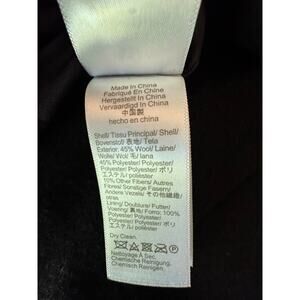 Made In China
Fabriqué En Chine
Hergestellt In China
Vervaardigd In China
中国製
hecho en china
Shell/Tissu Principal/Shell/
Bovenstof/表地/Tela
Exterior: 45% Wool/Laine/
Wolle/Wol/毛/lana
45% Polyester/Polyester/
Polyester/Polyester/ポリ
エステル/poliéster
10% Other Fibers/Autres
Fibres/Sonstige Fasern/
Andere Vezels/その他繊維/
otras
Lining/Doublure/Futter/
Voering/裏地/Forro: 100%
Polyester/Polyester/
Polyester/Polyester/ポリ
エステル/poliéster
Dry Clean.
P
Nettoyage À Sec.
Chemische Reinigung.
Chemisch Reinigen.